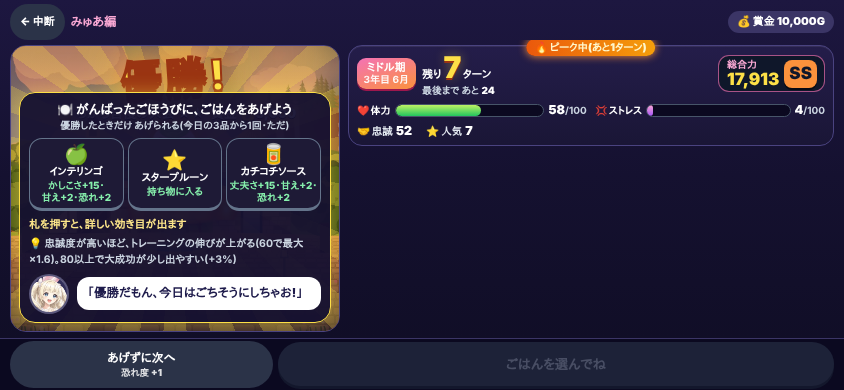 ← 中断 みゅあ編
💰 賞金 10,000G
優勝!
🍽️ がんばったごほうびに、ごはんをあげよう
優勝したときだけ あげられる(今日の3品から1回・ただ)
🍏
インテリンゴ
かしこさ+15・
甘え+2・恐れ+2
⭐
スタープルーン
持ち物に入る
🥫
カチコチソース
丈夫さ+15・甘え+2・
恐れ+2
札を押すと、詳しい効き目が出ます
💡 忠誠度が高いほど、トレーニングの伸びが上がる(60で最大
×1.6)。80以上で大成功が少し出やすい(+3%)
「優勝だもん、今日はごちそうにしちゃお!」
🔥 ピーク中(あと1ターン)
ミドル期
3年目 6月
残り 7 ターン
最後まで あと 24
総合力
17,913 SS
❤️ 体力 58/100
💢 ストレス 4/100
🤝 忠誠 52 ⭐ 人気 7
あげずに次へ
恐れ度 +1
ごはんを選んでね